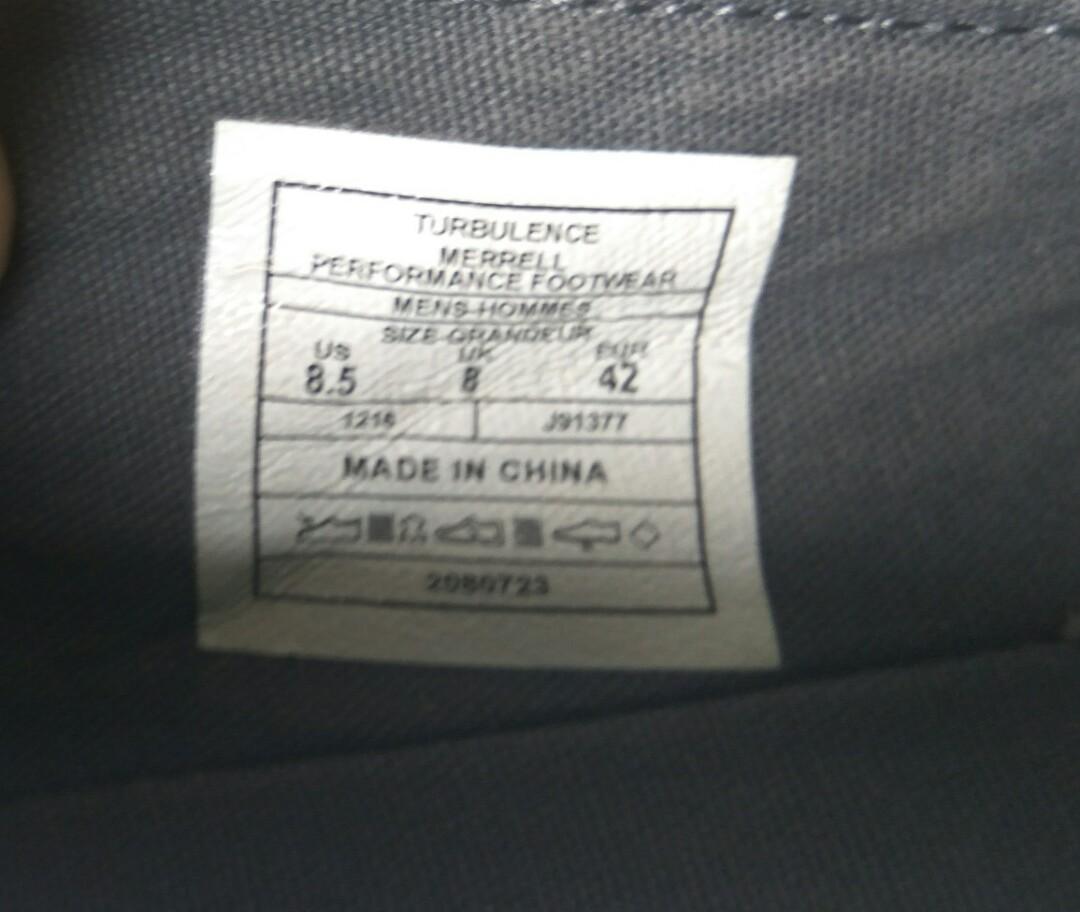 TURBULENCE
MERRELL
PERFORMANCE FOOTWEAR
MENS-HOMMES
SIZE-GRANDEUR
US UK EUR
8.5 8 42
1216 J91377
MADE IN CHINA
2080723